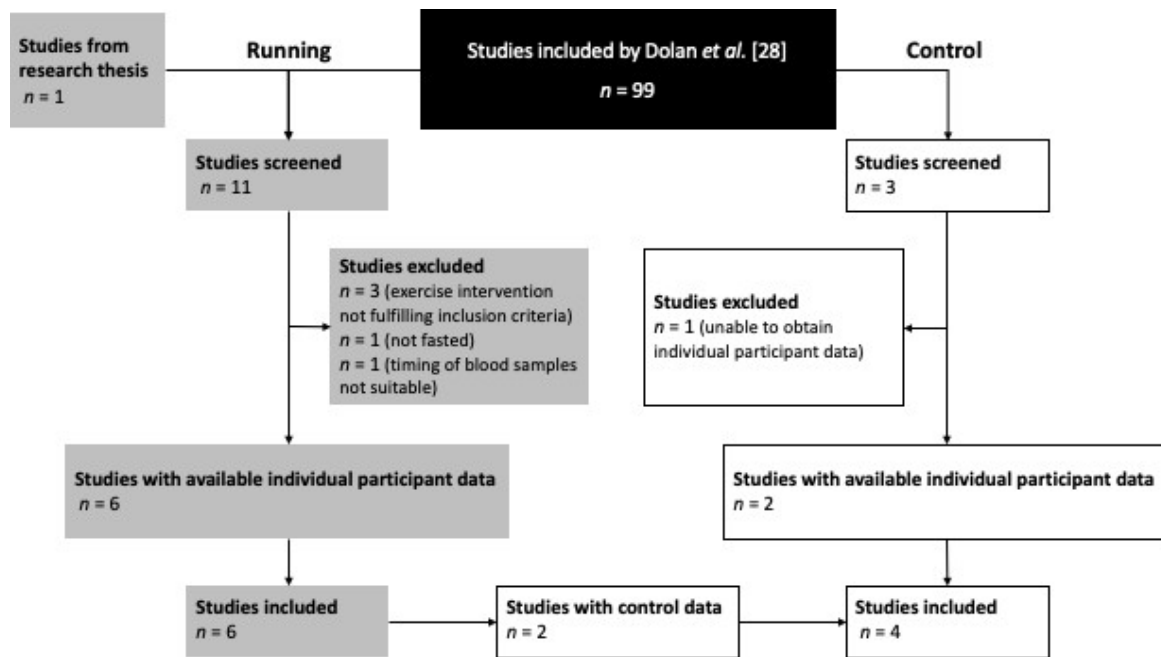 Studies from
research thesis
n = 1
Running
Studies included by Dolan et al. [28]
n = 99
Control
Studies screened
n = 11
Studies screened
n = 3
Studies excluded
n = 3 (exercise intervention
not fulfilling inclusion criteria)
n = 1 (not fasted)
n = 1 (timing of blood samples
not suitable)
Studies excluded
n = 1 (unable to obtain
individual participant data)
Studies with available individual participant data
n = 6
Studies with available individual participant data
n = 2
Studies included
n = 6
Studies with control data
n = 2
Studies included
n = 4